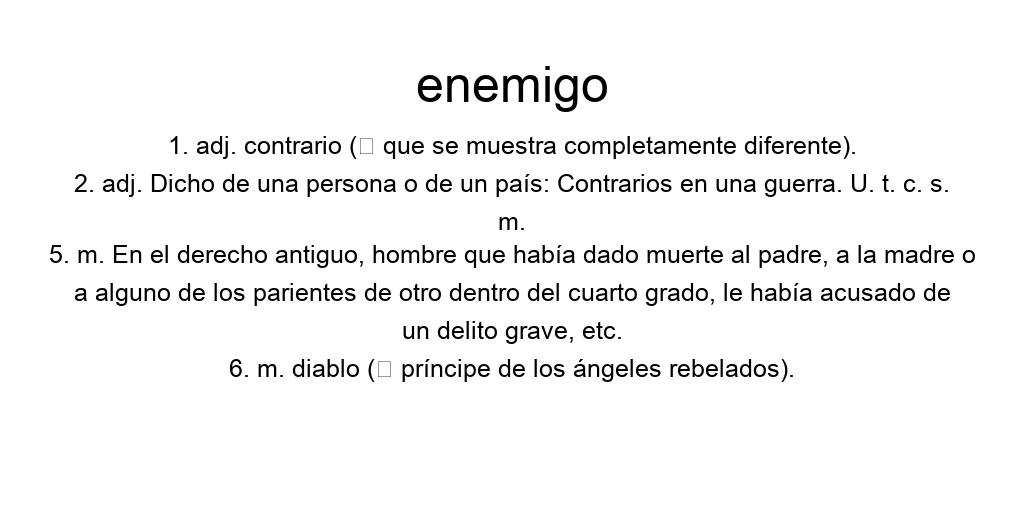 enemigo
1. adj. contrario (□ que se muestra completamente diferente).
2. adj. Dicho de una persona o de un país: Contrarios en una guerra. U. t. c. s.
m.
5. m. En el derecho antiguo, hombre que había dado muerte al padre, a la madre o
a alguno de los parientes de otro dentro del cuarto grado, le había acusado de
un delito grave, etc.
6. m. diablo (□ príncipe de los ángeles rebelados).